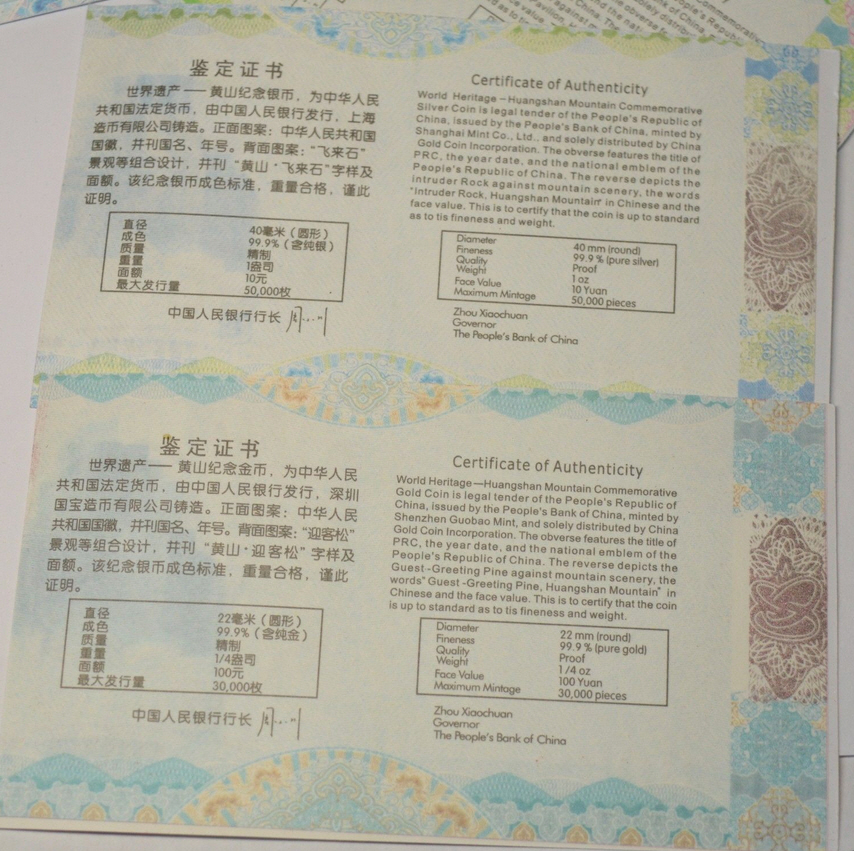 鉴定证书
世界遗产——黄山纪念银币，为中华人民
共和国法定货币，由中国人民银行发行，上海
造币有限公司铸造。正面图案：中华人民共和国
国徽，并刊国名、年号。背面图案：“飞来石”
景观等组合设计，并刊“黄山·飞来石”字样及
面额。该纪念银币成色标准，重量合格，谨此
证明。
直径 40毫米（圆形）
成色 99.9%（含纯银）
质量 精制
重量 1盎司
面额 10元
最大发行量 50,000枚
中国人民银行行长
Certificate of Authenticity
World Heritage – Huangshan Mountain Commemorative
Silver Coin is legal tender of the People's Republic of
China, issued by the People's Bank of China, minted by
Shanghai Mint Co., Ltd., and solely distributed by China
Gold Coin Incorporation. The obverse features the title of
PRC, the year date, and the national emblem of the
People's Republic of China. The reverse depicts the
intruder Rock against mountain scenery, the words
"Intruder Rock, Huangshan Mountain" in Chinese and the
face value. This is to certify that the coin is up to standard
as to tis fineness and weight.
Diameter 40 mm (round)
Fineness 99.9 % (pure silver)
Quality Proof
Weight 1 oz
Face Value 10 Yuan
Maximum Mintage 50,000 pieces
Zhou Xiaochuan
Governor
The People's Bank of China
鉴定证书
世界遗产——黄山纪念金币，为中华人民
共和国法定货币，由中国人民银行发行，深圳
国宝造币有限公司铸造。正面图案：中华人民
共和国国徽，并刊国名、年号。背面图案：“迎客松”
景观等组合设计，并刊“黄山·迎客松”字样及
面额。该纪念银币成色标准，重量合格，谨此
证明。
直径 22毫米（圆形）
成色 99.9%（含纯金）
质量 精制
重量 1/4盎司
面额 100元
最大发行量 30,000枚
中国人民银行行长
Certificate of Authenticity
World Heritage—Huangshan Mountain Commemorative
Gold Coin is legal tender of the People's Republic of
China, issued by the People's Bank of China, minted by
Shenzhen Guobao Mint, and solely distributed by China
Gold Coin Incorporation. The obverse features the title of
PRC, the year date, and the national emblem of the
People's Republic of China. The reverse depicts the
Guest -Greeting Pine against mountain scenery, the
words" Guest -Greeting Pine, Huangshan Mountain" in
Chinese and the face value. This is to certify that the coin
is up to standard as to tis fineness and weight.
Diameter 22 mm (round)
Fineness 99.9 % (pure gold)
Quality Proof
Weight 1/4 oz
Face Value 100 Yuan
Maximum Mintage 30,000 pieces
Zhou Xiaochuan
Governor
The People's Bank of China